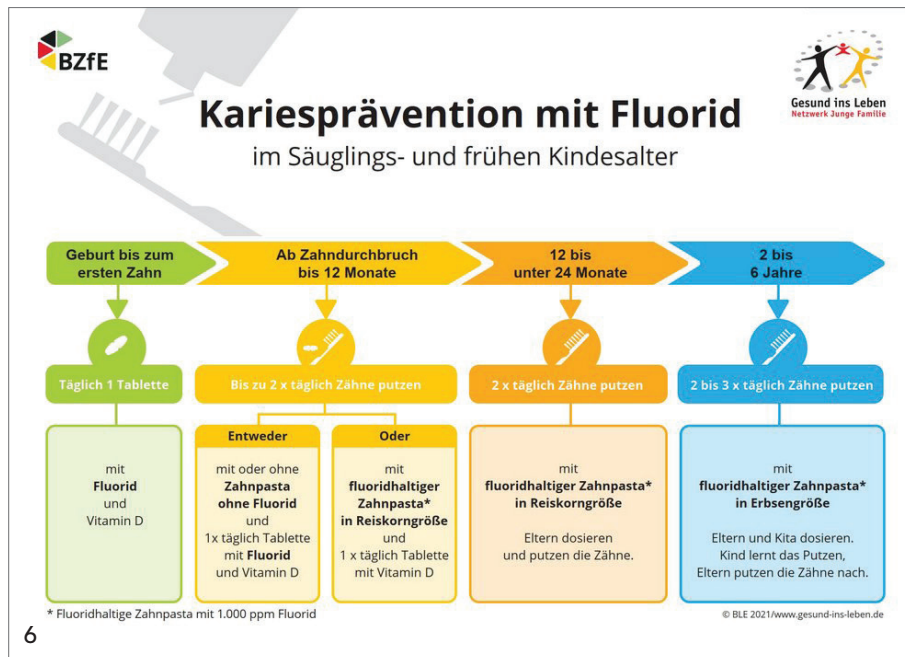 BZfE
Gesund ins Leben
Netzwerk Junge Familie
Kariesprävention mit Fluorid
im Säuglings- und frühen Kindesalter
Geburt bis zum
ersten Zahn
Täglich 1 Tablette
mit
Fluorid
und
Vitamin D
Ab Zahndurchbruch
bis 12 Monate
Bis zu 2 x täglich Zähne putzen
Entweder
mit oder ohne
Zahnpasta
ohne Fluorid
und
1x täglich Tablette
mit Fluorid
und Vitamin D
Oder
mit
fluoridhaltiger
Zahnpasta*
in Reiskorngröße
und
1 x täglich Tablette
mit Vitamin D
12 bis
unter 24 Monate
2 x täglich Zähne putzen
mit
fluoridhaltiger Zahnpasta*
in Reiskorngröße
Eltern dosieren
und putzen die Zähne.
2 bis
6 Jahre
2 bis 3 x täglich Zähne putzen
mit
fluoridhaltiger Zahnpasta*
in Erbsengröße
Eltern und Kita dosieren.
Kind lernt das Putzen,
Eltern putzen die Zähne nach.
* Fluoridhaltige Zahnpasta mit 1.000 ppm Fluorid
© BLE 2021/www.gesund-ins-leben.de
6